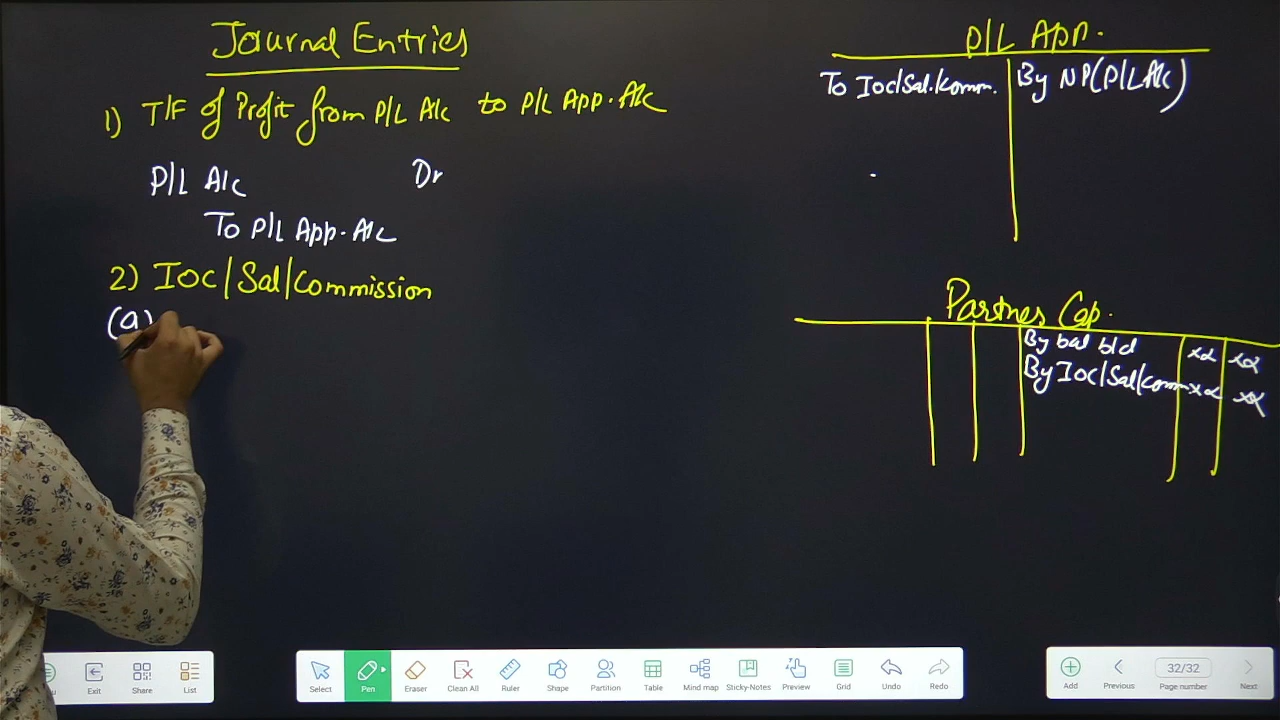 Journal Entries
1) T/F of Profit from P/L A/c to P/L App. A/c
P/L A/c Dr
To P/L App. A/c
2) IOC/Sal/Commission
(a)
P/L App.
To Ioc/Sal./Comm. By NP(P/L A/c)
Partners Cap.
By bal b/d xx xx
By IOC/Sal/Comm xx xx
Exit Share List
Select Pen Eraser Clean All Ruler Shape Partition Table Mind map Sticky-Notes Preview Grid Undo Redo
Add Previous 32/32 Page number Next